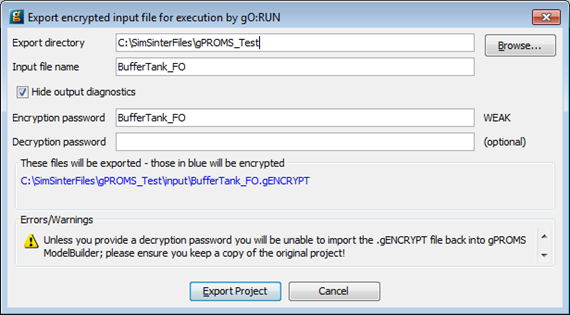 Export encrypted input file for execution by gO:RUN
Export directory C:\SimSinterFiles\gPROMS_Test Browse...
Input file name BufferTank_FO
Hide output diagnostics
Encryption password BufferTank_FO WEAK
Decryption password (optional)
These files will be exported - those in blue will be encrypted
C:\SimSinterFiles\gPROMS_Test\input\BufferTank_FO.gENCRYPT
Errors/Warnings
Unless you provide a decryption password you will be unable to import the .gENCRYPT file back into gPROMS
ModelBuilder; please ensure you keep a copy of the original project!
Export Project Cancel